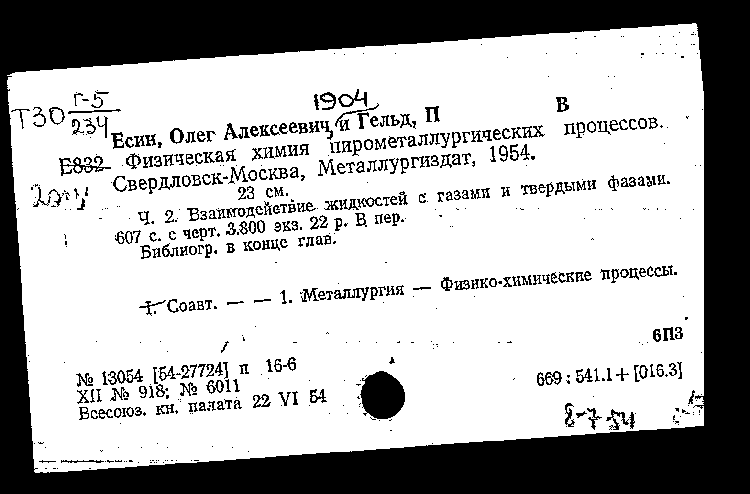 Г-5 1904
Т30 234 Есин, Олег Алексеевич, и Гельд, П В
Е832 Физическая химия пирометаллургических процессов.
Свердловск-Москва, Металлургиздат, 1954.
23 см.
Ч. 2. Взаимодействие жидкостей с газами и твердыми фазами.
607 с. с черт. 3.800 экз. 22 р. В пер.
Библиогр. в конце глав.
I. Соавт. — — 1. Металлургия — Физико-химические процессы.
6П3
№ 13054 [54-27724] п 16-6
XII № 918; № 6011 669 : 541.1+[016.3]
Всесоюз. кн. палата 22 VI 54
8-7-54